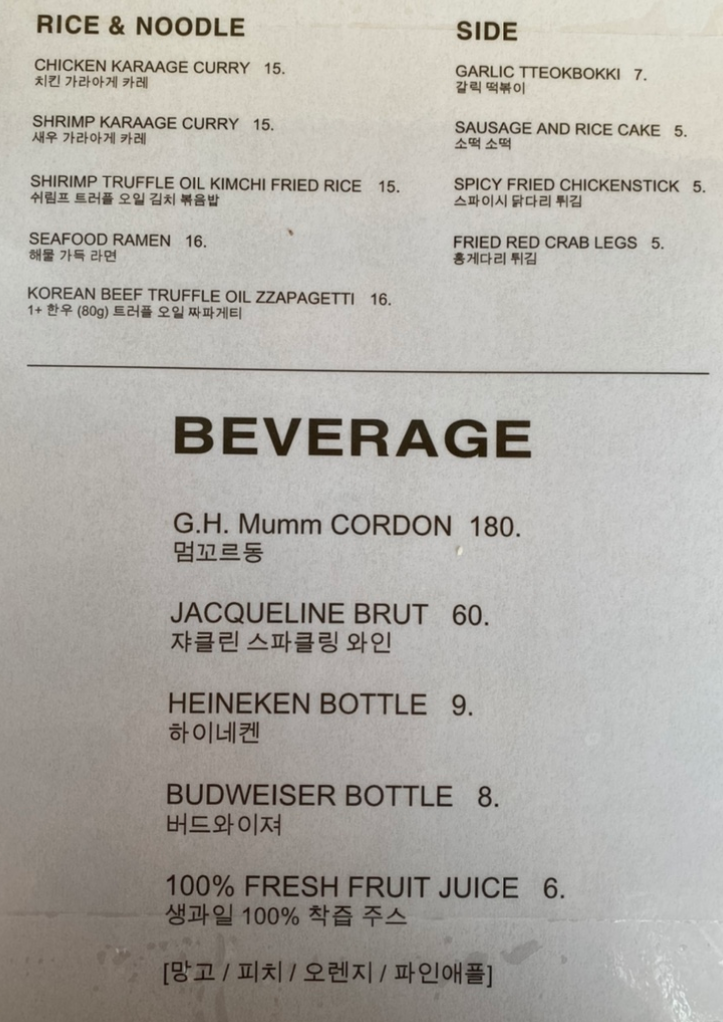 RICE & NOODLE
CHICKEN KARAAGE CURRY 15.
치킨 가라아게 카레
SHRIMP KARAAGE CURRY 15.
새우 가라아게 카레
SHIRIMP TRUFFLE OIL KIMCHI FRIED RICE 15.
쉬림프 트러플 오일 김치 볶음밥
SEAFOOD RAMEN 16.
해물 가득 라면
KOREAN BEEF TRUFFLE OIL ZZAPAGETTI 16.
1+ 한우 (80g) 트러플 오일 짜파게티
SIDE
GARLIC TTEOKBOKKI 7.
갈릭 떡볶이
SAUSAGE AND RICE CAKE 5.
소떡 소떡
SPICY FRIED CHICKENSTICK 5.
스파이시 닭다리 튀김
FRIED RED CRAB LEGS 5.
홍게다리 튀김
BEVERAGE
G.H. Mumm CORDON 180.
멈꼬르동
JACQUELINE BRUT 60.
쟈클린 스파클링 와인
HEINEKEN BOTTLE 9.
하이네켄
BUDWEISER BOTTLE 8.
버드와이져
100% FRESH FRUIT JUICE 6.
생과일 100% 착즙 주스
[망고 / 피치 / 오렌지 / 파인애플]